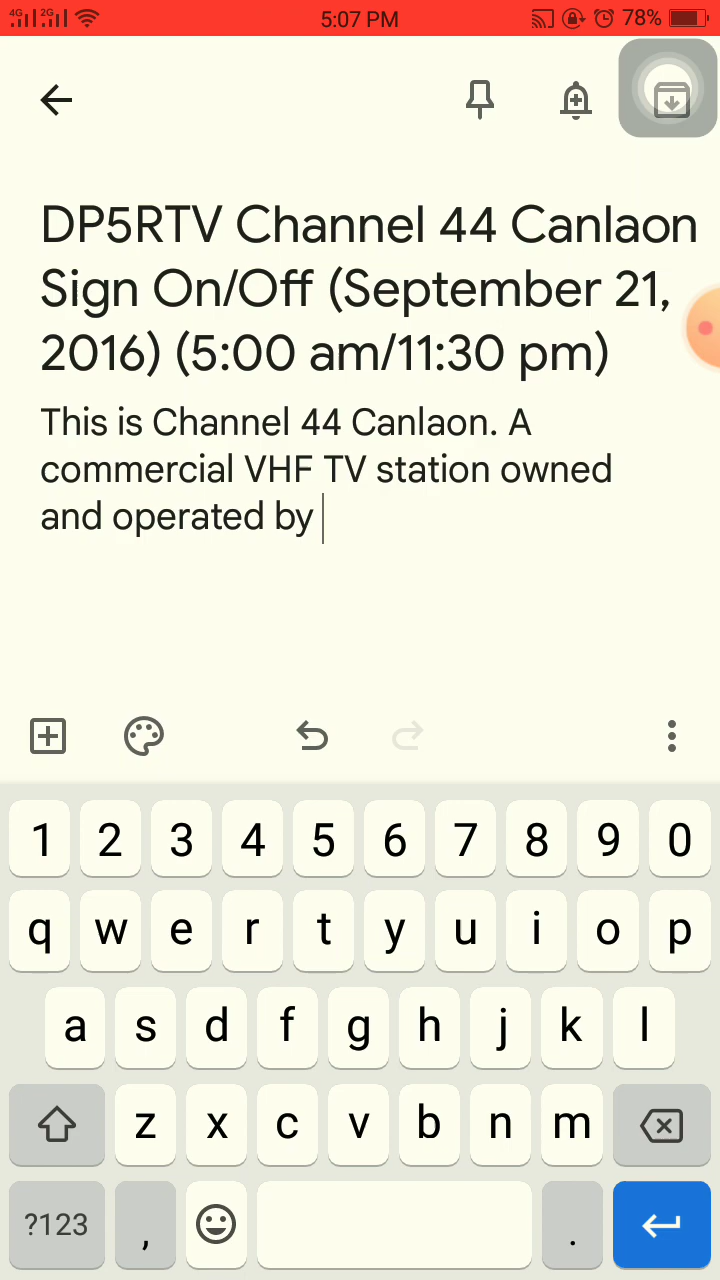 4G 2G 5:07 PM 78%
DP5RTV Channel 44 Canlaon
Sign On/Off (September 21,
2016) (5:00 am/11:30 pm)
This is Channel 44 Canlaon. A
commercial VHF TV station owned
and operated by
1 2 3 4 5 6 7 8 9 0
q w e r t y u i o p
a s d f g h j k l
z x c v b n m
?123 , .